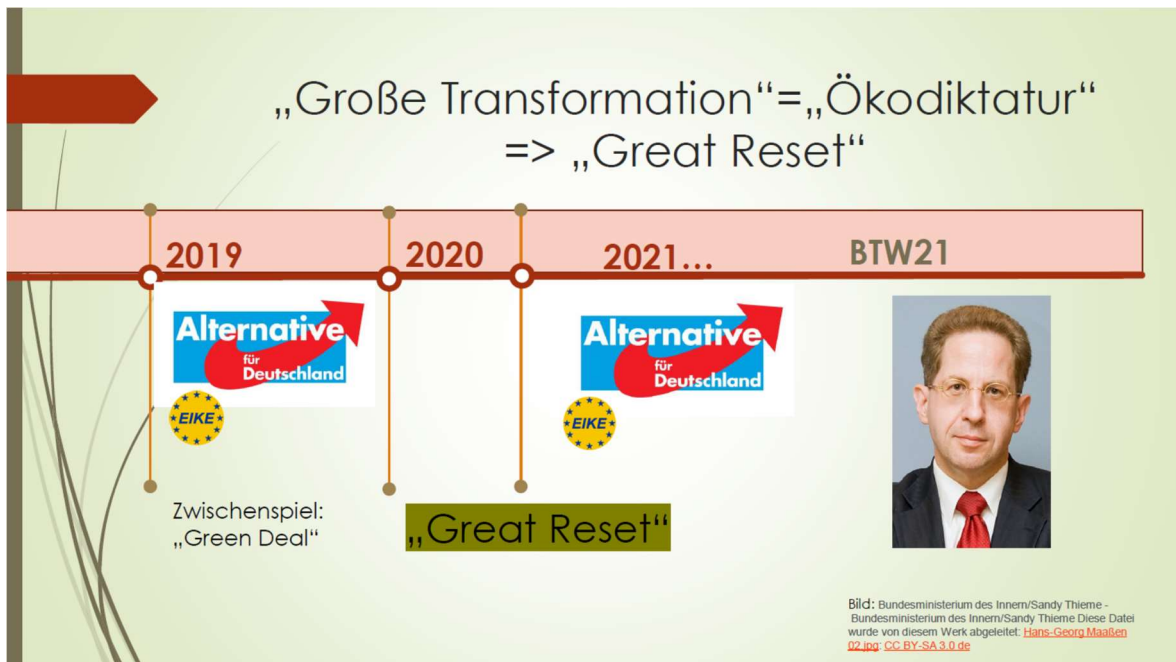 „Große Transformation“=„Ökodiktatur“
=> „Great Reset“
2019
2020
2021...
BTW21
Alternative
für
Deutschland
EIKE
Alternative
für
Deutschland
EIKE
Zwischenspiel:
„Green Deal“
„Great Reset“
Bild: Bundesministerium des Innern/Sandy Thieme -
Bundesministerium des Innern/Sandy Thieme Diese Datei
wurde von diesem Werk abgeleitet: Hans-Georg Maaßen
02.jpg: CC BY-SA 3.0 de